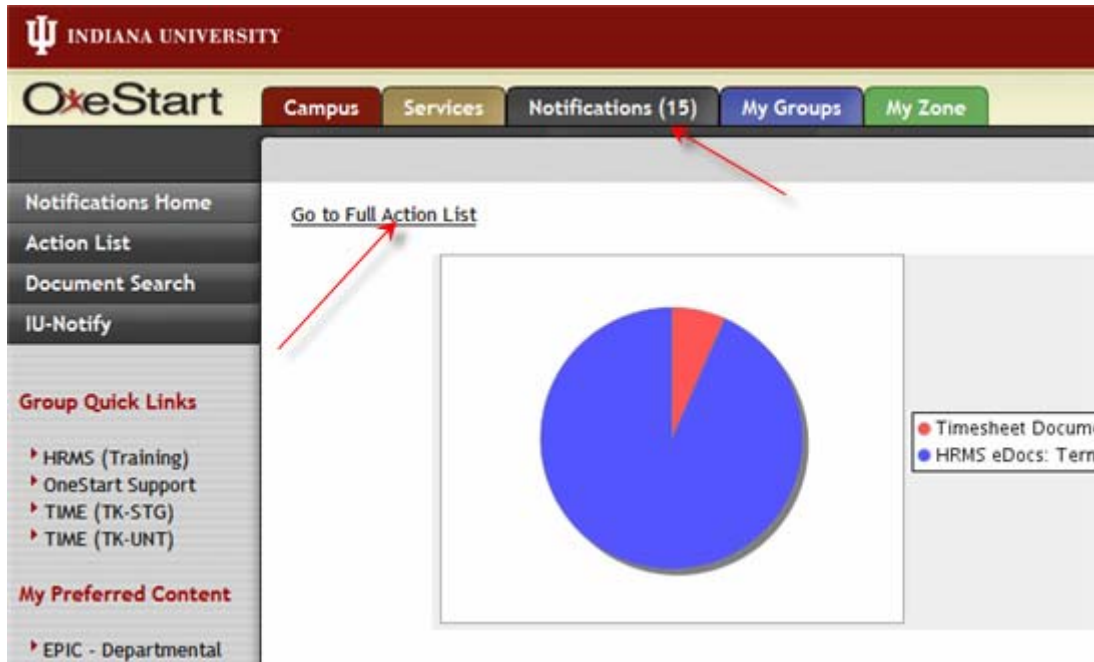 INDIANA UNIVERSITY
OneStart
Campus
Services
Notifications (15)
My Groups
My Zone
Notifications Home
Action List
Document Search
IU-Notify
Go to Full Action List
Group Quick Links
HRMS (Training)
OneStart Support
TIME (TK-STG)
TIME (TK-UNT)
My Preferred Content
EPIC - Departmental
Timesheet Docum
HRMS eDocs: Term